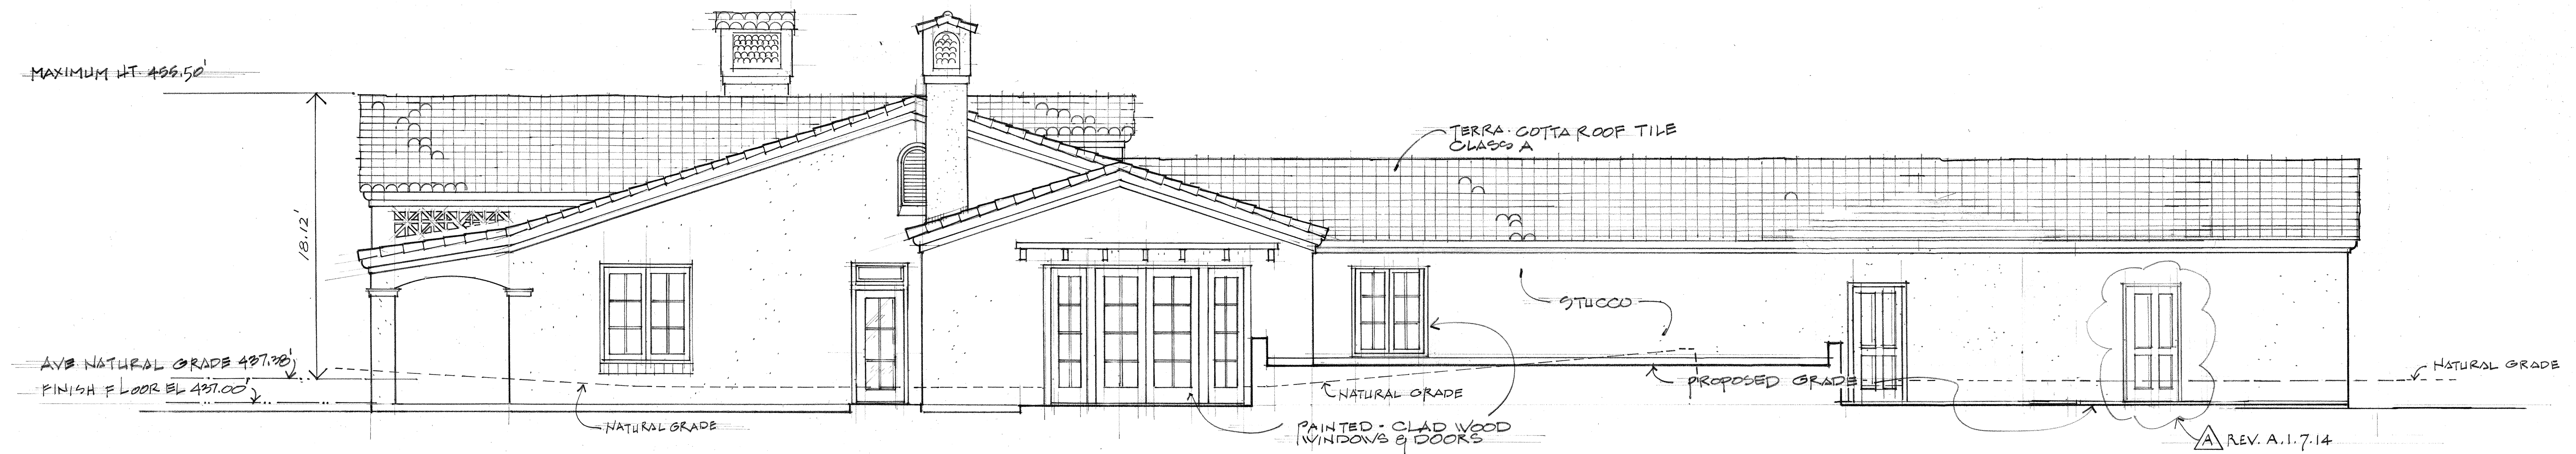 MAXIMUM HT. 455.50'
TERRA-COTTA ROOF TILE
CLASS A
18.12'
STUCCO
AVE NATURAL GRADE 437.38'
FINISH FLOOR EL 437.00'
NATURAL GRADE
NATURAL GRADE
PROPOSED GRADE
NATURAL GRADE
PAINTED-CLAD WOOD
WINDOWS & DOORS
A REV. A.1.7.14